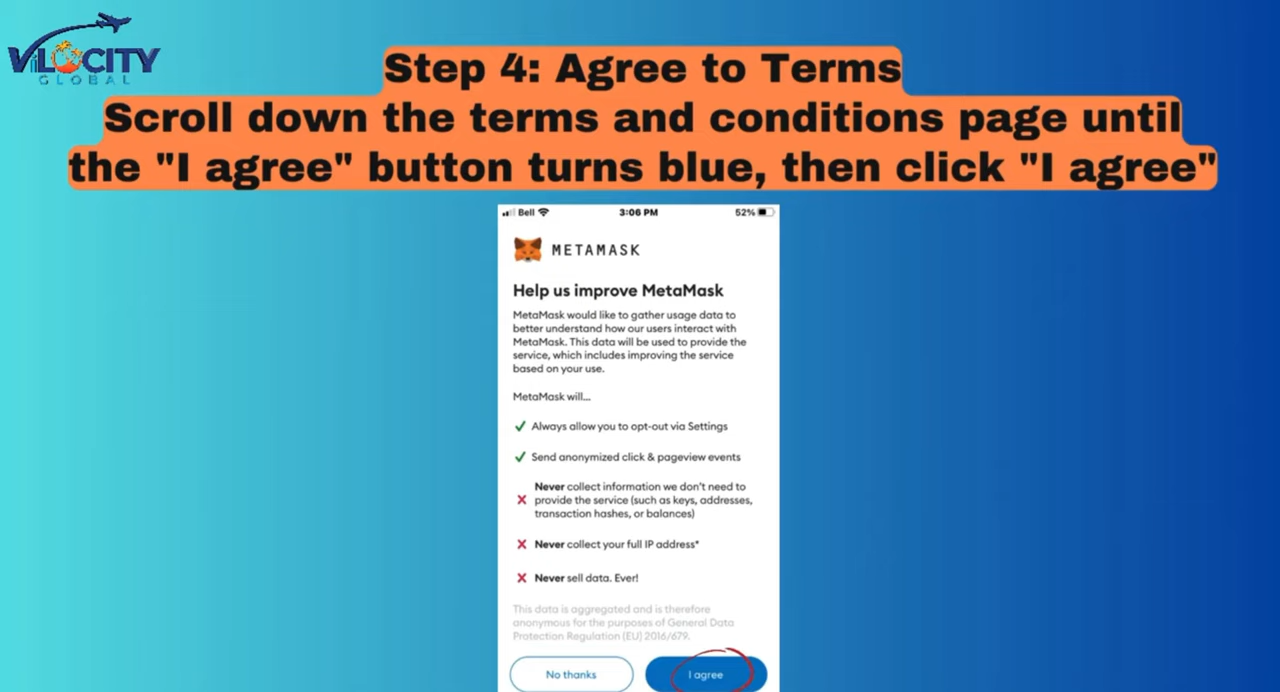 ViLOCITY
GLOBAL
Step 4: Agree to Terms
Scroll down the terms and conditions page until
the "I agree" button turns blue, then click "I agree"
Bell
3:06 PM
52%
METAMASK
Help us improve MetaMask
MetaMask would like to gather usage data to
better understand how our users interact with
MetaMask. This data will be used to provide the
service, which includes improving the service
based on your use.
MetaMask will...
Always allow you to opt-out via Settings
Send anonymized click & pageview events
Never collect information we don't need to
provide the service (such as keys, addresses,
transaction hashes, or balances)
Never collect your full IP address*
Never sell data. Ever!
This data is aggregated and is therefore
anonymous for the purposes of General Data
Protection Regulation (EU) 2016/679.
No thanks
I agree